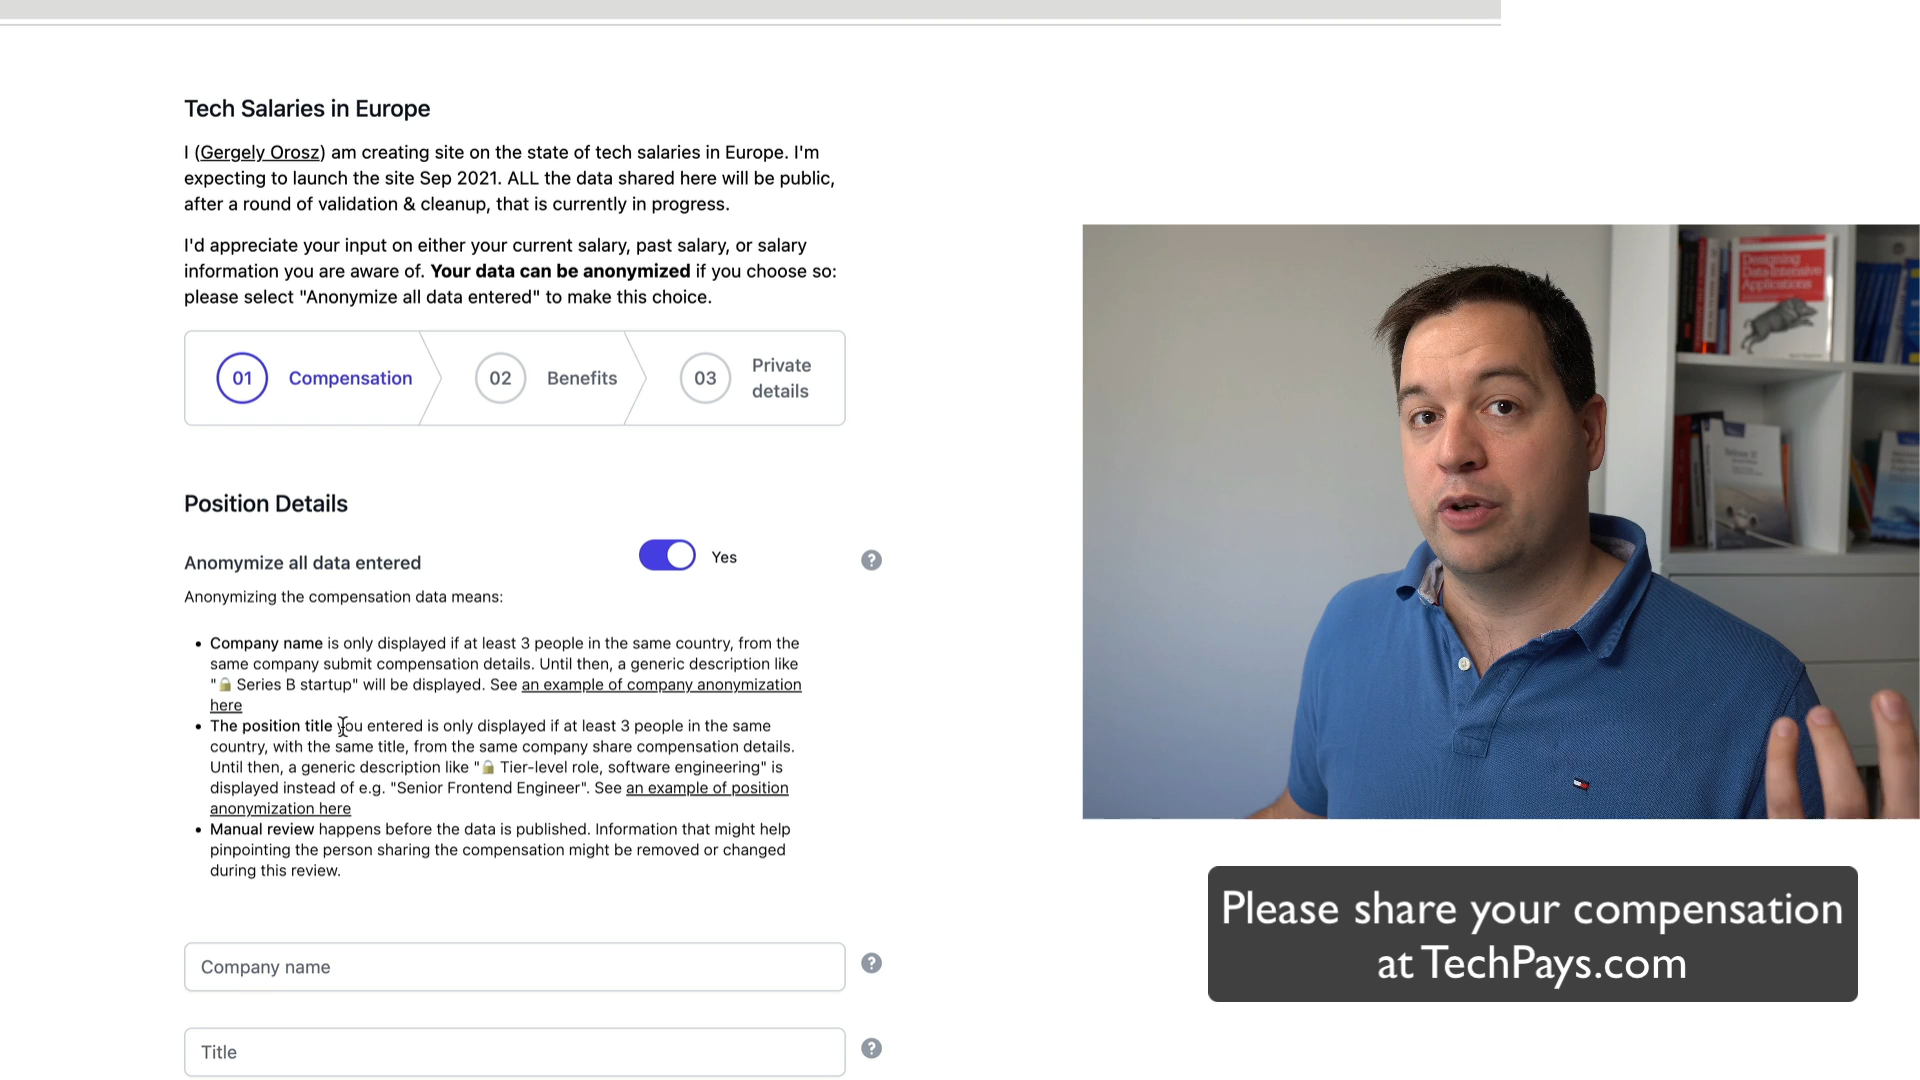 Tech Salaries in Europe
I (Gergely Orosz) am creating site on the state of tech salaries in Europe. I'm
expecting to launch the site Sep 2021. ALL the data shared here will be public,
after a round of validation & cleanup, that is currently in progress.
I'd appreciate your input on either your current salary, past salary, or salary
information you are aware of. Your data can be anonymized if you choose so:
please select "Anonymize all data entered" to make this choice.
01 Compensation
02 Benefits
03 Private
details
Position Details
Anomymize all data entered
Yes
?
Anonymizing the compensation data means:
• Company name is only displayed if at least 3 people in the same country, from the
same company submit compensation details. Until then, a generic description like
"🔒 Series B startup" will be displayed. See an example of company anonymization
here
• The position title you entered is only displayed if at least 3 people in the same
country, with the same title, from the same company share compensation details.
Until then, a generic description like "🔒 Tier-level role, software engineering" is
displayed instead of e.g. "Senior Frontend Engineer". See an example of position
anonymization here
• Manual review happens before the data is published. Information that might help
pinpointing the person sharing the compensation might be removed or changed
during this review.
Company name
?
Title
?
Designing
Data-Intensive
Applications
Please share your compensation
at TechPays.com